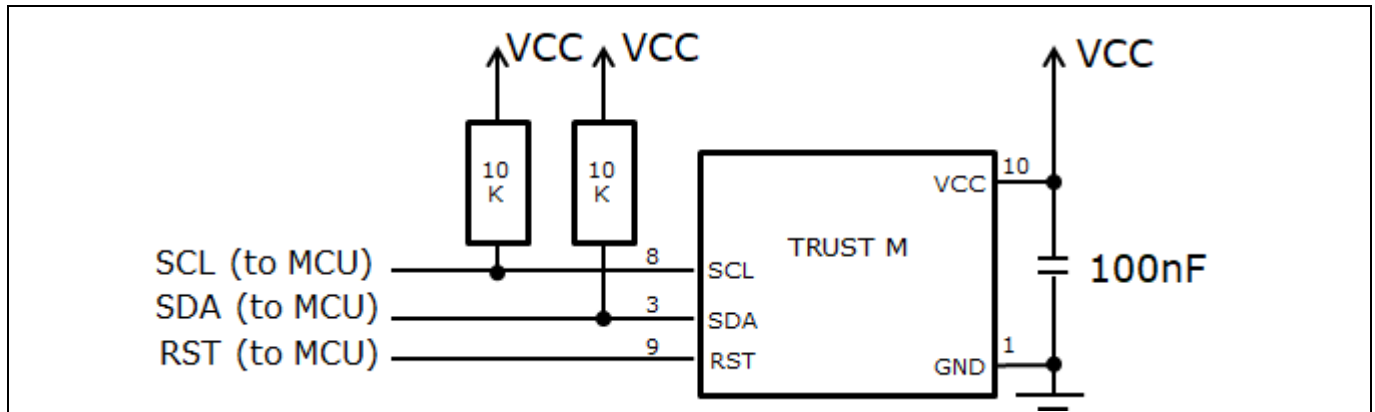 VCC VCC
VCC
10
K
10
K
10
VCC
TRUST M
SCL (to MCU)
8
SCL
100nF
SDA (to MCU)
3
SDA
RST (to MCU)
9
RST
1
GND